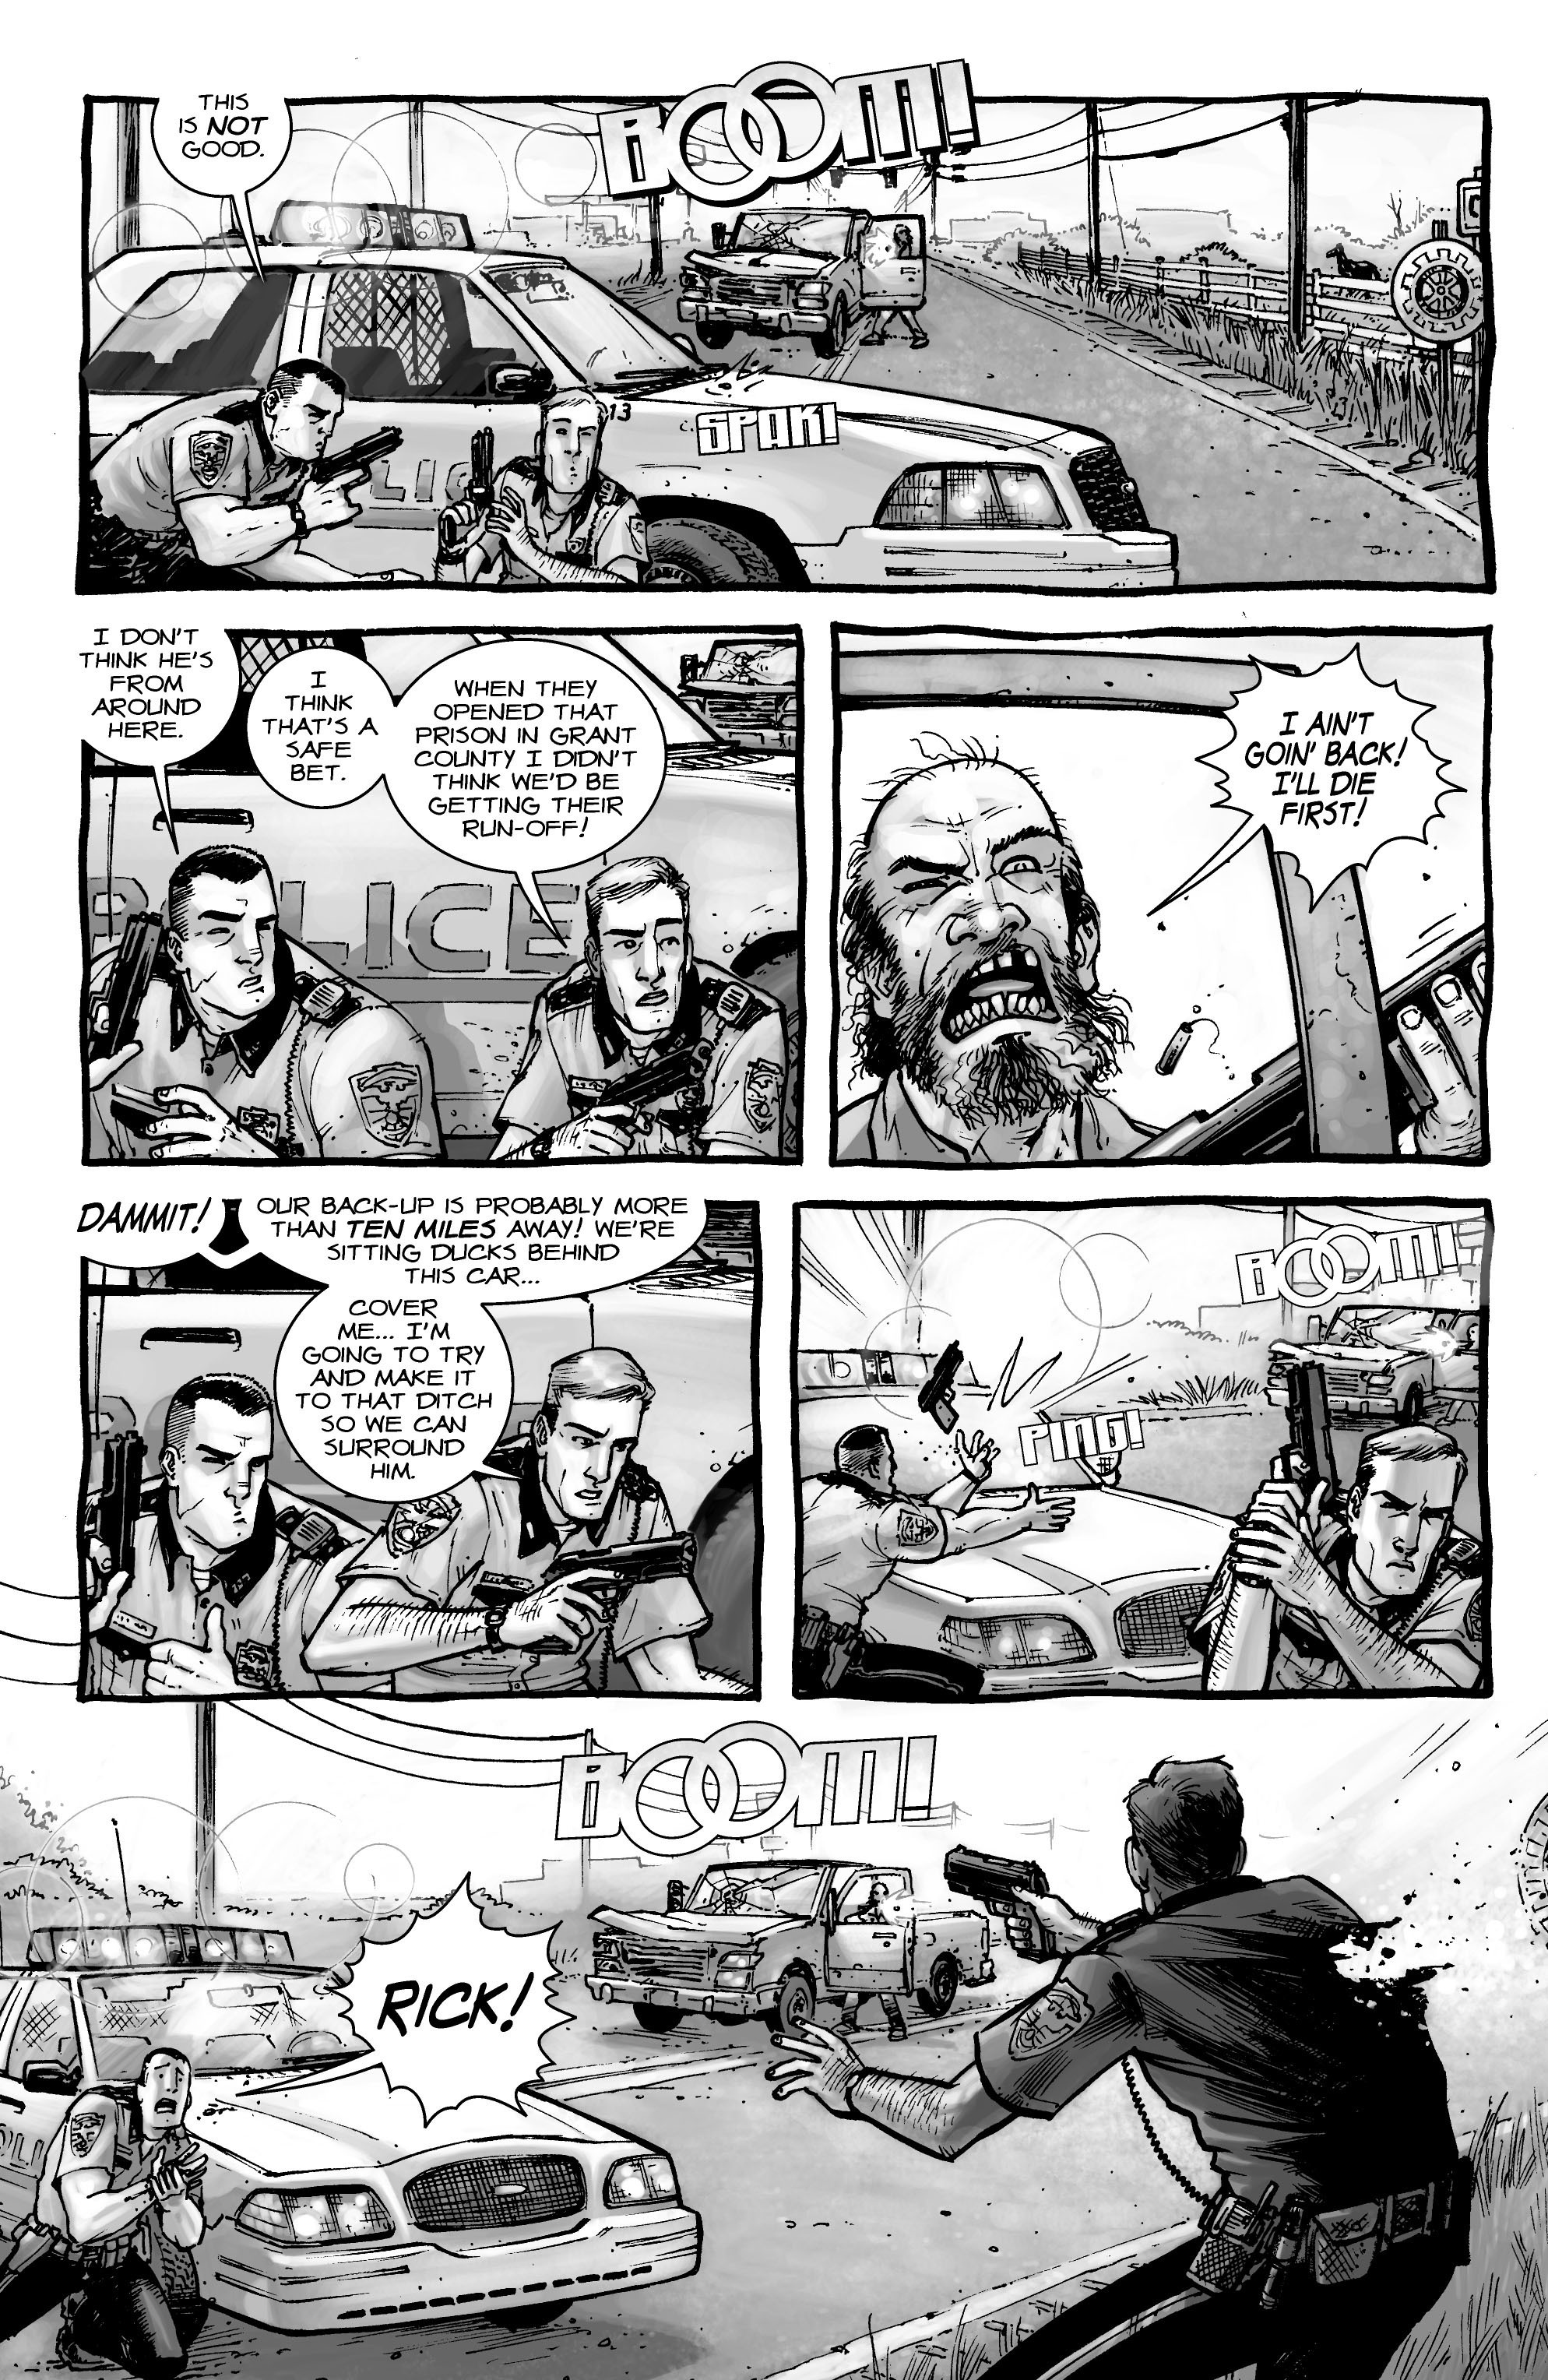 THIS
IS NOT
GOOD.
BOOM!
13
POLICE
SPAK!
I DON'T
THINK HE'S
FROM
AROUND
HERE.
I
THINK
THAT'S A
SAFE
BET.
WHEN THEY
OPENED THAT
PRISON IN GRANT
COUNTY I DIDN'T
THINK WE'D BE
GETTING THEIR
RUN-OFF!
POLICE
I AIN'T
GOIN' BACK!
I'LL DIE
FIRST!
DAMMIT!
OUR BACK-UP IS PROBABLY MORE
THAN TEN MILES AWAY! WE'RE
SITTING DUCKS BEHIND
THIS CAR...
COVER
ME... I'M
GOING TO TRY
AND MAKE IT
TO THAT DITCH
SO WE CAN
SURROUND
HIM.
BOOM!
PING!
BOOM!
RICK!